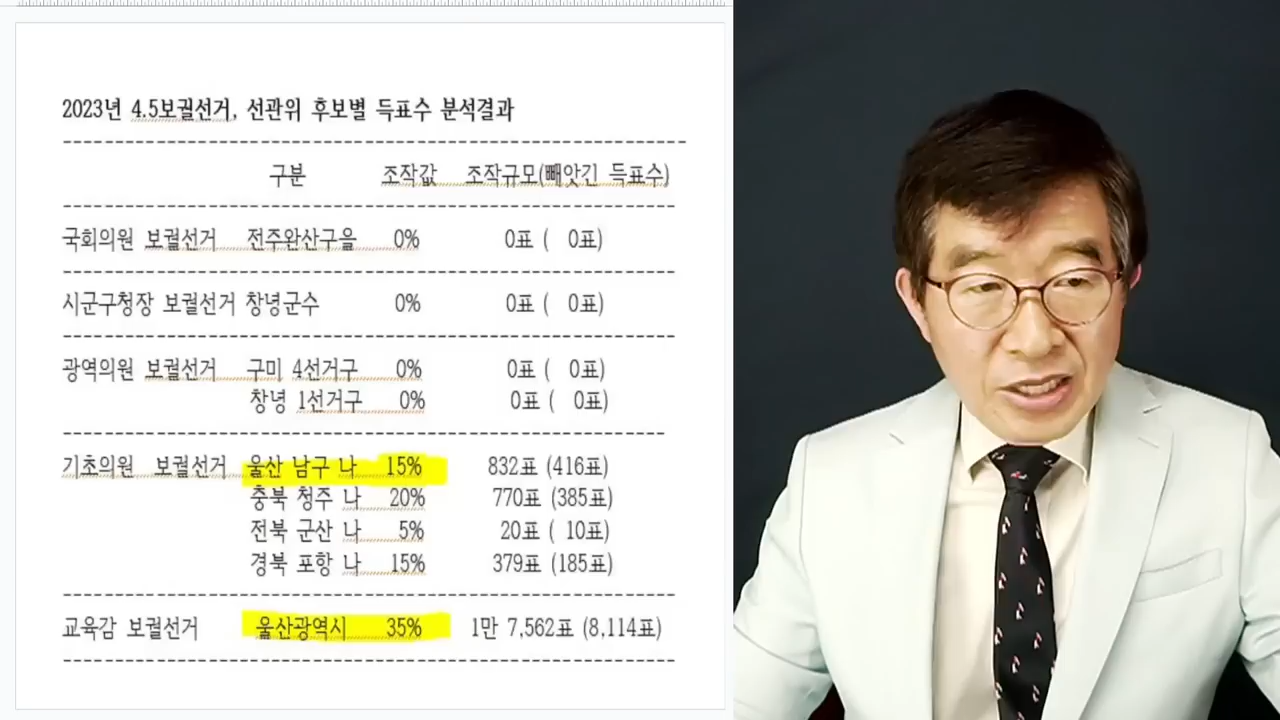 2023년 4.5보궐선거, 선관위 후보별 득표수 분석결과
구분 조작값 조작규모(빼앗긴 득표수)
국회의원 보궐선거 전주완산구을 0% 0표 ( 0표)
시군구청장 보궐선거 창녕군수 0% 0표 ( 0표)
광역의원 보궐선거 구미 4선거구 0% 0표 ( 0표)
창녕 1선거구 0% 0표 ( 0표)
기초의원 보궐선거 울산 남구 나 15% 832표 (416표)
충북 청주 나 20% 770표 (385표)
전북 군산 나 5% 20표 ( 10표)
경북 포항 나 15% 379표 (185표)
교육감 보궐선거 울산광역시 35% 1만 7,562표 (8,114표)